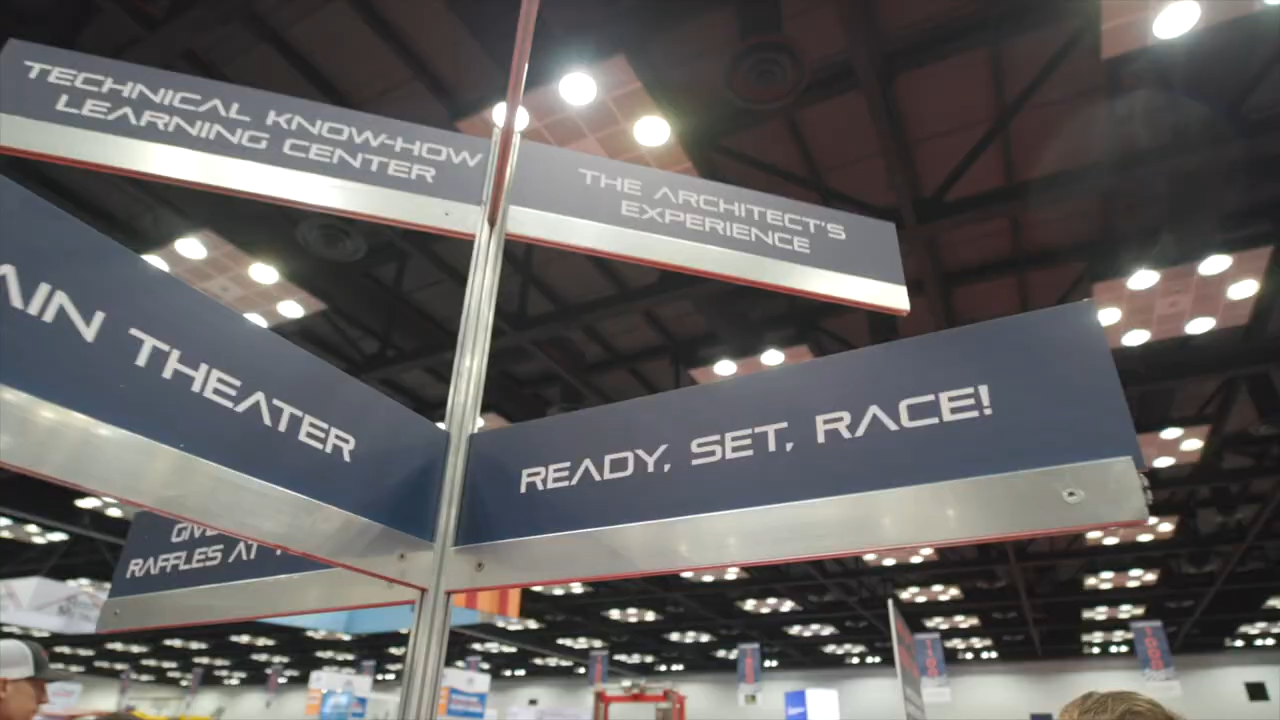 TECHNICAL KNOW-HOW
LEARNING CENTER
THE ARCHITECT'S
EXPERIENCE
THEATER
READY, SET, RACE!
RAFFLES AT